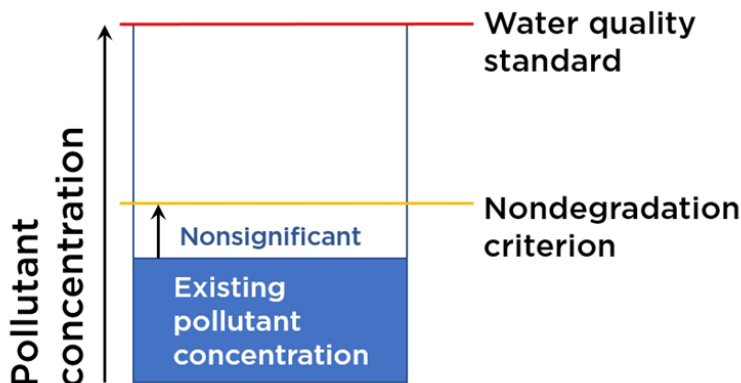 Water quality
standard
Pollutant
concentration
Nondegradation
criterion
Nonsignificant
Existing
pollutant
concentration